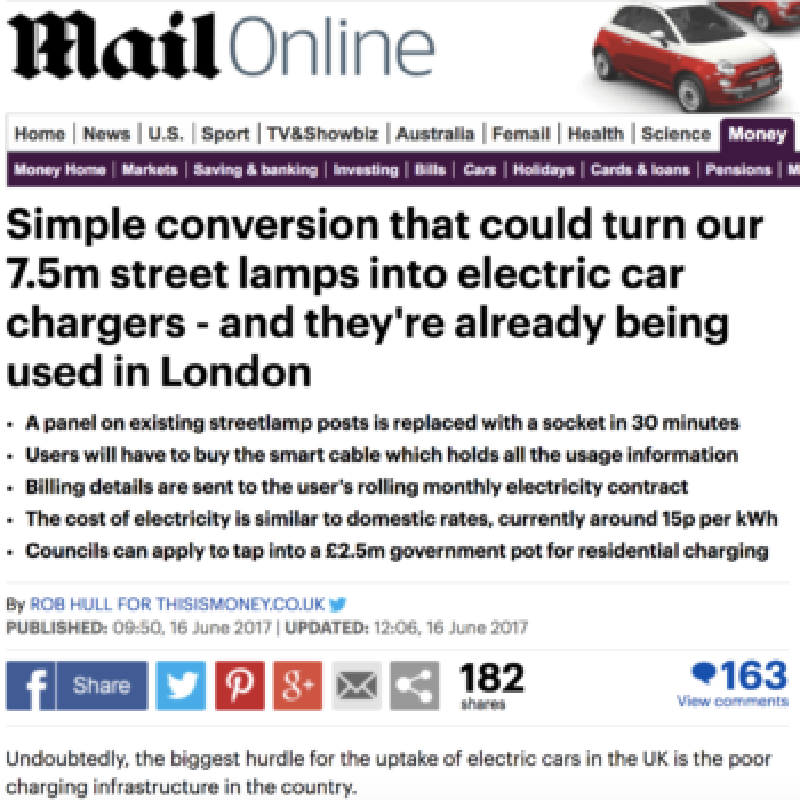 Mail Online
Home | News | U.S. | Sport | TV&Showbiz | Australia | Femail | Health | Science | Money
Money Home | Markets | Saving & banking | Investing | Bills | Cars | Holidays | Cards & loans | Pensions | M
Simple conversion that could turn our
7.5m street lamps into electric car
chargers - and they're already being
used in London
• A panel on existing streetlamp posts is replaced with a socket in 30 minutes
• Users will have to buy the smart cable which holds all the usage information
• Billing details are sent to the user's rolling monthly electricity contract
• The cost of electricity is similar to domestic rates, currently around 15p per kWh
• Councils can apply to tap into a £2.5m government pot for residential charging
By ROB HULL FOR THISISMONEY.CO.UK
PUBLISHED: 09:50, 16 June 2017 | UPDATED: 12:06, 16 June 2017
f Share
g+
182
shares
163
View comments
Undoubtedly, the biggest hurdle for the uptake of electric cars in the UK is the poor
charging infrastructure in the country.